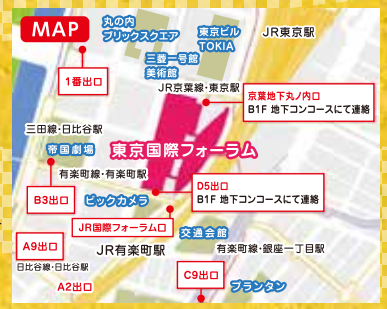 MAP
丸の内
ブリックスクエア
東京ビル
TOKIA
JR東京駅
三菱一号館
美術館
1番出口
JR京葉線・東京駅
京葉地下丸ノ内口
B1F 地下コンコースにて連絡
三田線・日比谷駅
帝国劇場
東京国際フォーラム
有楽町線・有楽町駅
D5出口
B1F 地下コンコースにて連絡
B3出口
ビックカメラ
JR国際フォーラム口
交通会館
A9出口
JR有楽町駅
有楽町線・銀座一丁目駅
日比谷線・日比谷駅
C9出口
A2出口
プランタン